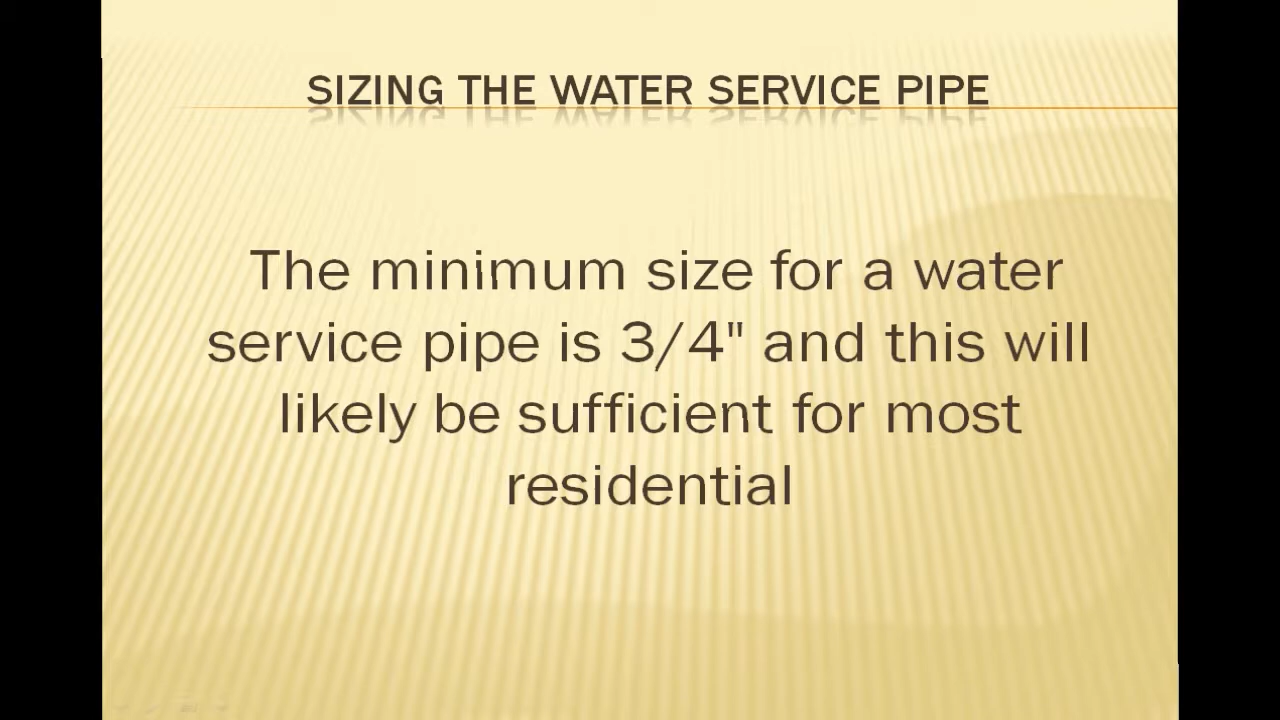 SIZING THE WATER SERVICE PIPE
The minimum size for a water
service pipe is 3/4" and this will
likely be sufficient for most
residential